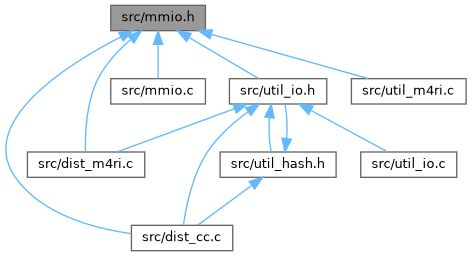 src/mmio.h
src/mmio.c
src/util_io.h
src/util_m4ri.c
src/dist_m4ri.c
src/util_hash.h
src/util_io.c
src/dist_cc.c